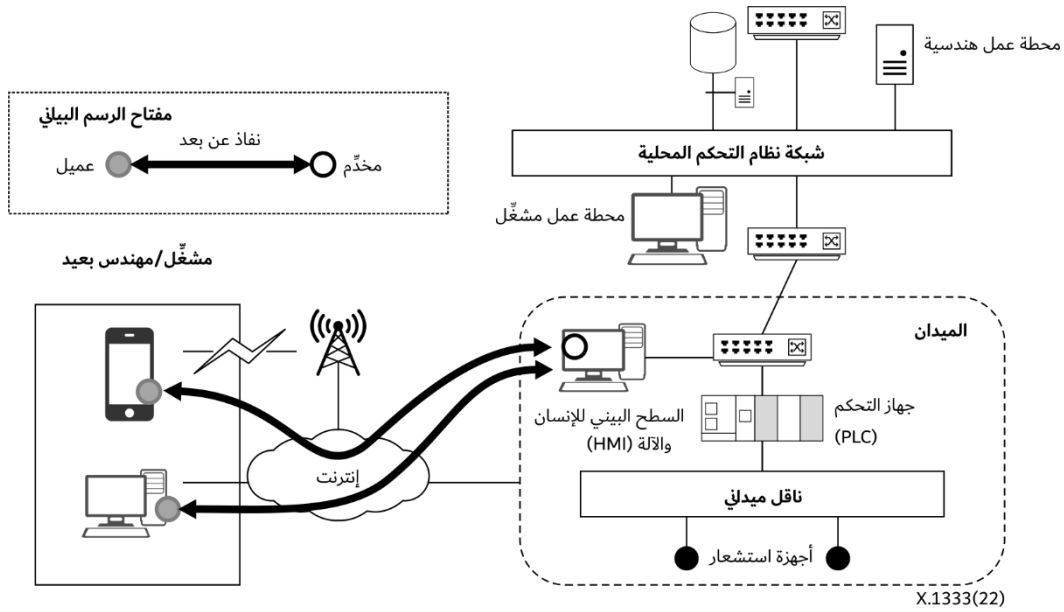 محطة عمل هندسية
مفتاح الرسم البياني
نفاذ عن بعد
مخدِّم
عميل
شبكة نظام التحكم المحلية
محطة عمل مشغِّل
مشغِّل/مهندس بعيد
الميدان
السطح البيني للإنسان
والآلة (HMI)
جهاز التحكم
(PLC)
إنترنت
ناقل ميداني
أجهزة استشعار
X.1333(22)